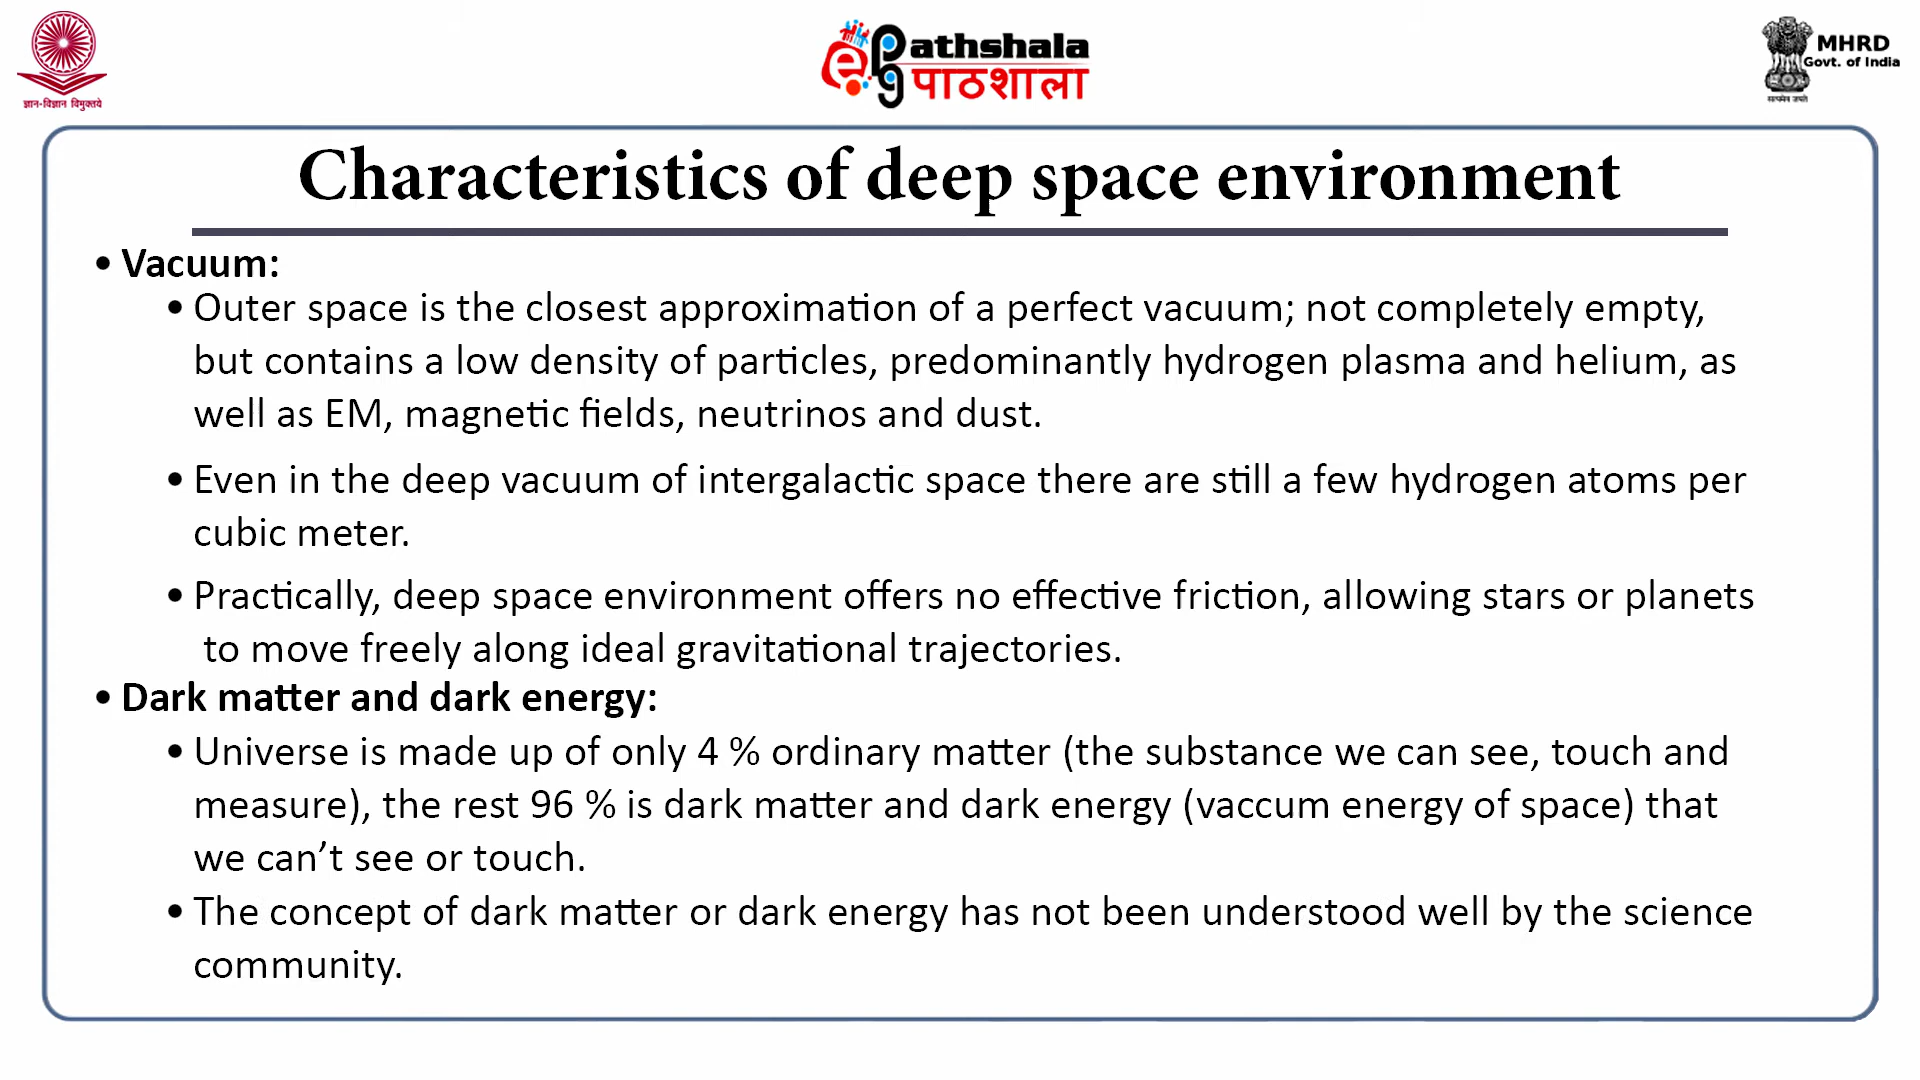 ज्ञान-विज्ञान विमुक्तये
ePG Pathshala
पाठशाला
MHRD
Govt. of India
सत्यमेव जयते
Characteristics of deep space environment
• Vacuum:
• Outer space is the closest approximation of a perfect vacuum; not completely empty,
but contains a low density of particles, predominantly hydrogen plasma and helium, as
well as EM, magnetic fields, neutrinos and dust.
• Even in the deep vacuum of intergalactic space there are still a few hydrogen atoms per
cubic meter.
• Practically, deep space environment offers no effective friction, allowing stars or planets
to move freely along ideal gravitational trajectories.
• Dark matter and dark energy:
• Universe is made up of only 4 % ordinary matter (the substance we can see, touch and
measure), the rest 96 % is dark matter and dark energy (vaccum energy of space) that
we can’t see or touch.
• The concept of dark matter or dark energy has not been understood well by the science
community.